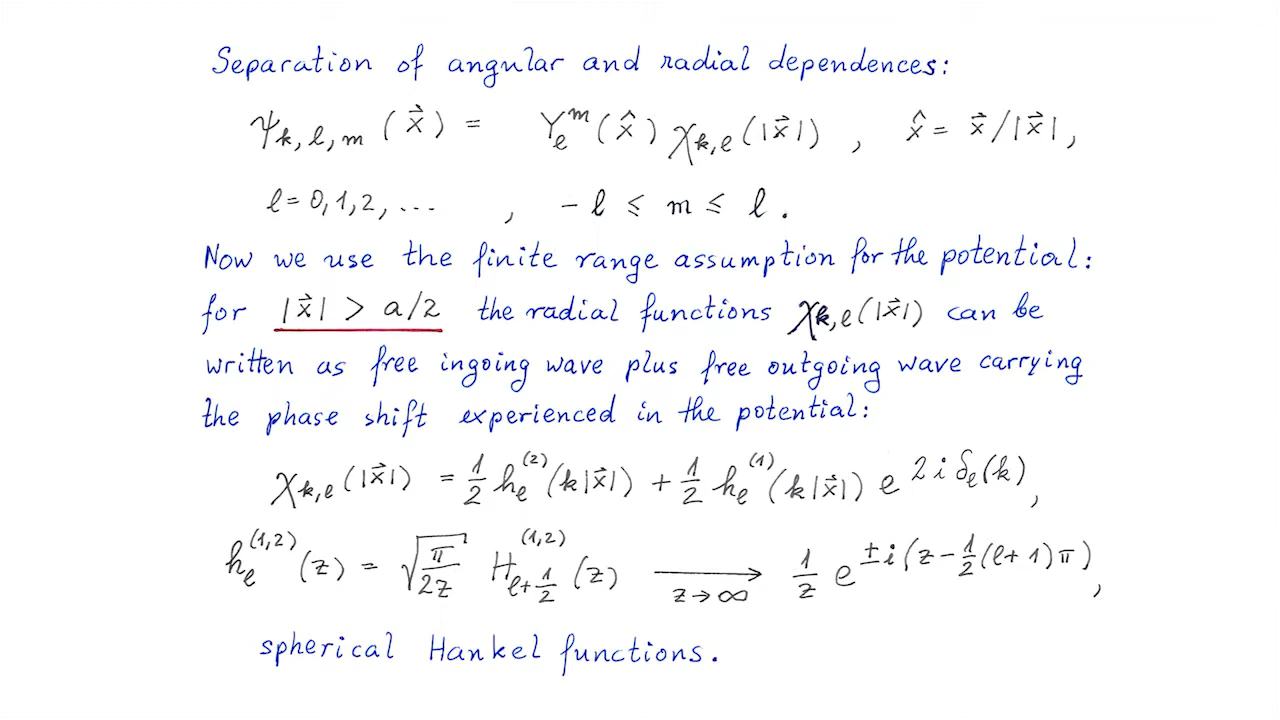 Separation of angular and radial dependences:
ψ_{k,l,m} (x⃗) = Y_l^m (x̂) χ_{k,l} (|x⃗|) , x̂ = x⃗/|x⃗| ,
l = 0, 1, 2, ... , -l ≤ m ≤ l .
Now we use the finite range assumption for the potential:
for |x⃗| > a/2 the radial functions χ_{k,l} (|x⃗|) can be
written as free ingoing wave plus free outgoing wave carrying
the phase shift experienced in the potential:
χ_{k,l} (|x⃗|) = 1/2 h_l^{(2)} (k|x⃗|) + 1/2 h_l^{(1)} (k|x⃗|) e^{2iδ_l(k)} ,
h_l^{(1,2)} (z) = √(π/2z) H_{l+1/2}^{(1,2)} (z) ⟶_{z→∞} 1/z e^{±i(z-1/2(l+1)π)} ,
spherical Hankel functions.